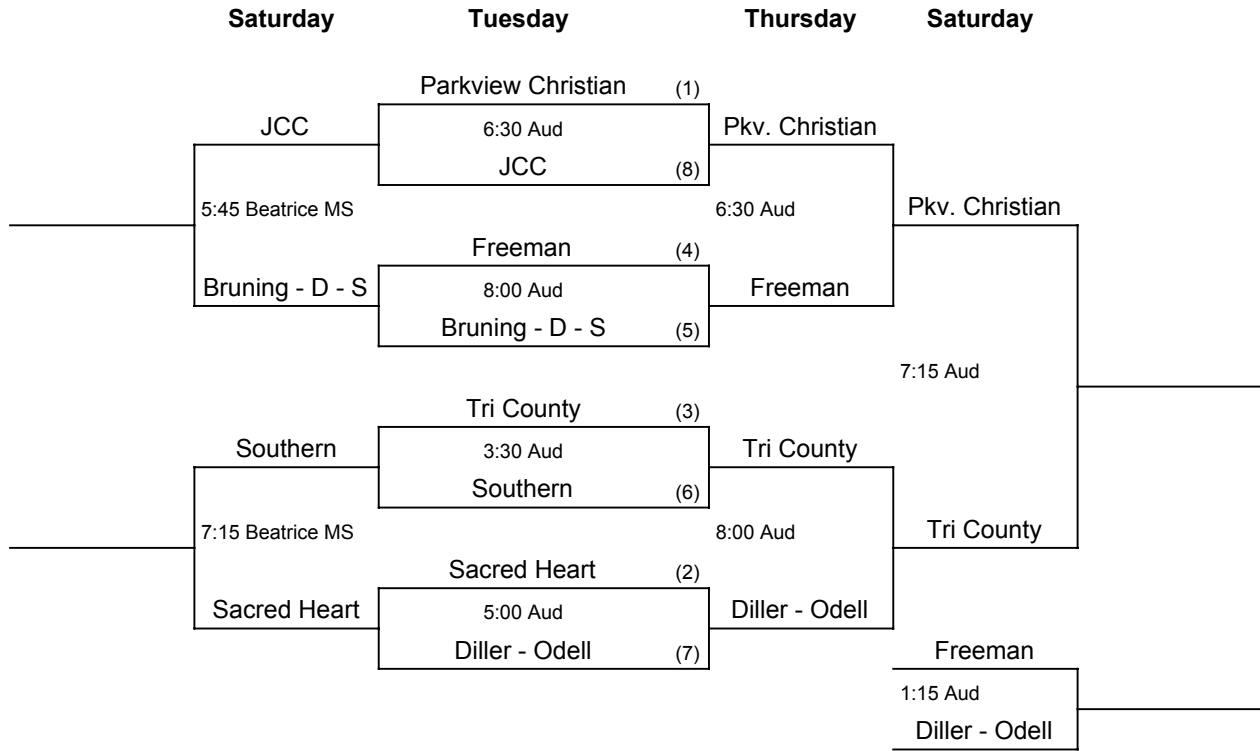 Saturday Tuesday Thursday Saturday
Parkview Christian (1)
JCC 6:30 Aud Pkv. Christian
JCC (8)
5:45 Beatrice MS 6:30 Aud Pkv. Christian
Freeman (4)
Bruning - D - S 8:00 Aud Freeman
Bruning - D - S (5)
7:15 Aud
Tri County (3)
Southern 3:30 Aud Tri County
Southern (6)
7:15 Beatrice MS 8:00 Aud Tri County
Sacred Heart (2)
Sacred Heart 5:00 Aud Diller - Odell
Diller - Odell (7) Freeman
1:15 Aud
Diller - Odell